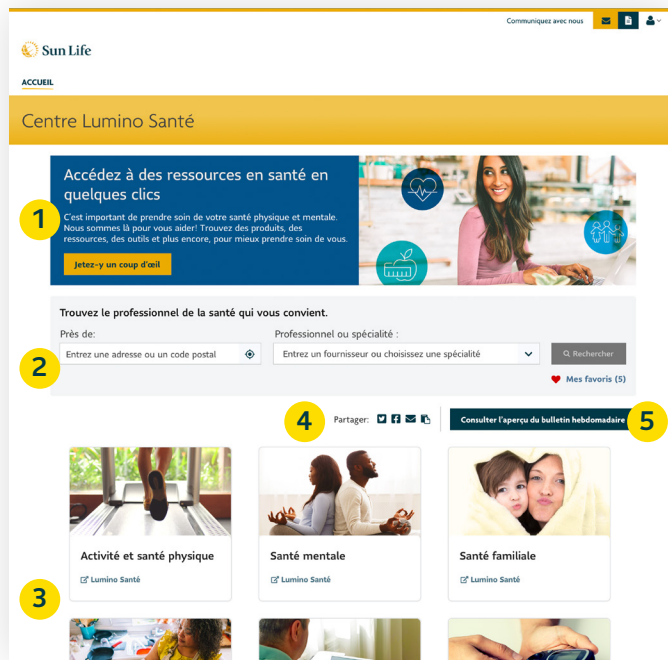 Communiquez avec nous
Sun Life
ACCUEIL
Centre Lumino Santé
1
Accédez à des ressources en santé en
quelques clics
C'est important de prendre soin de votre santé physique et mentale.
Nous sommes là pour vous aider! Trouvez des produits, des
ressources, des outils et plus encore, pour mieux prendre soin de vous.
Jetez-y un coup d'œil
2
Trouvez le professionnel de la santé qui vous convient.
Près de:
Professionnel ou spécialité :
Entrez une adresse ou un code postal
Entrez un fournisseur ou choisissez une spécialité
Rechercher
Mes favoris (5)
4
Partager:
Consulter l'aperçu du bulletin hebdomadaire
5
Activité et santé physique
Santé mentale
Santé familiale
Lumino Santé
Lumino Santé
Lumino Santé
3